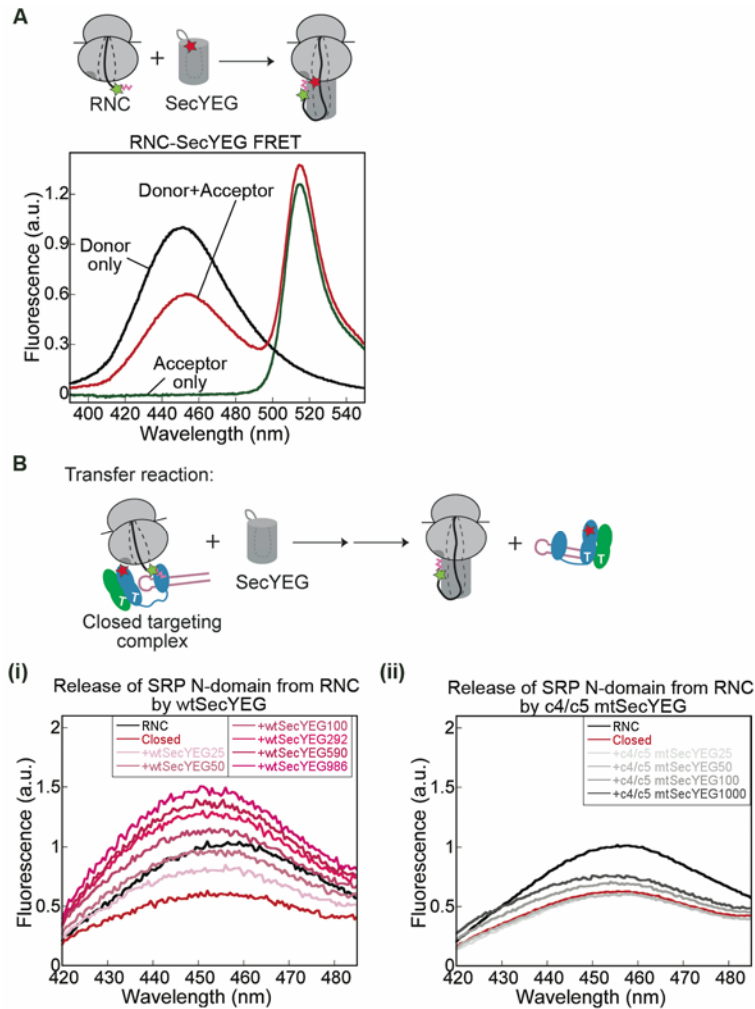 A
+
RNC
SecYEG
RNC-SecYEG FRET
Fluorescence (a.u.)
1.2
0.9
0.6
0.3
0
Donor+Acceptor
Donor
only
Acceptor
only
400 420 440 460 480 500 520 540
Wavelength (nm)
B
Transfer reaction:
+
+
T T
T T
SecYEG
Closed targeting
complex
(i)
Release of SRP N-domain from RNC
by wtSecYEG
RNC
Closed
+wtSecYEG25
+wtSecYEG50
+wtSecYEG100
+wtSecYEG292
+wtSecYEG590
+wtSecYEG986
Fluorescence (a.u.)
2
1.5
1
0.5
0
420 430 440 450 460 470 480
Wavelength (nm)
(ii)
Release of SRP N-domain from RNC
by c4/c5 mtSecYEG
RNC
Closed
+c4/c5 mtSecYEG25
+c4/c5 mtSecYEG50
+c4/c5 mtSecYEG100
+c4/c5 mtSecYEG1000
Fluorescence (a.u.)
2
1.5
1
0.5
0
420 430 440 450 460 470 480
Wavelength (nm)